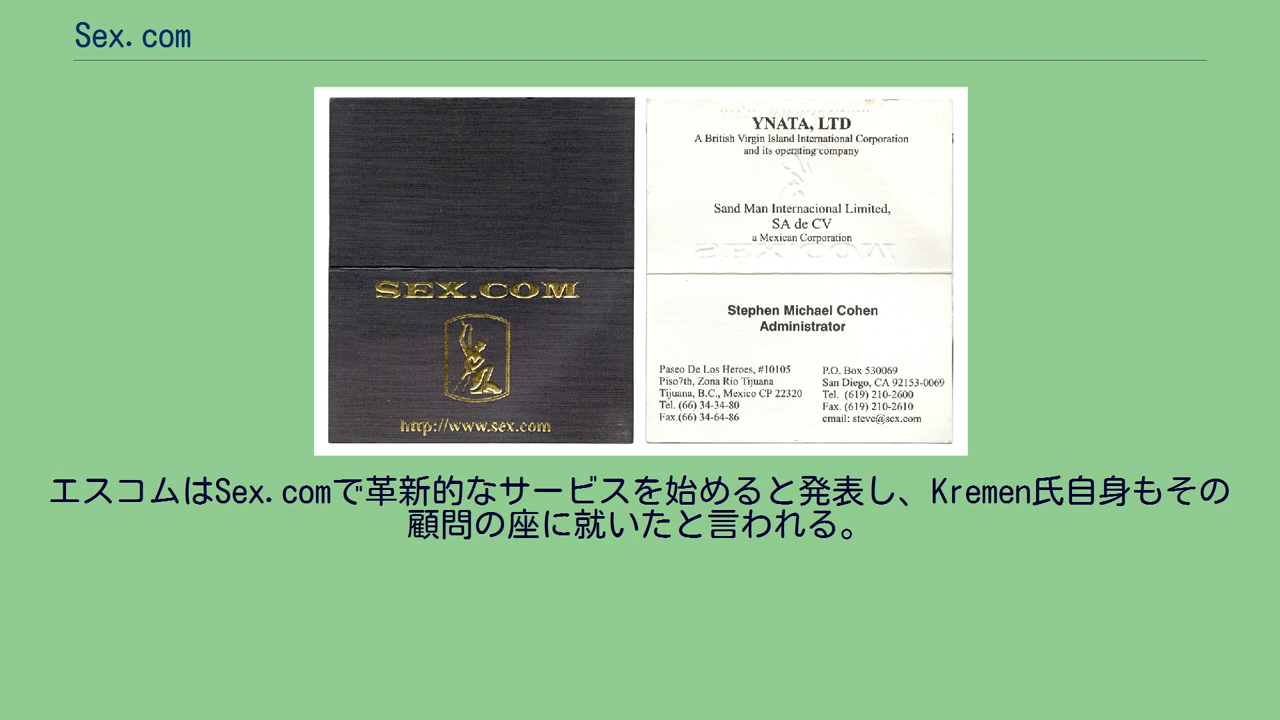 Sex.com
SEX.COM
http://www.sex.com
YNATA, LTD
A British Virgin Island International Corporation
and its operating company
Sand Man Internacional Limited,
SA de CV
a Mexican Corporation
Stephen Michael Cohen
Administrator
Paseo De Los Heroes, #10105
Piso7th, Zona Rio Tijuana
Tijuana, B.C., Mexico CP 22320
Tel. (66) 34-34-80
Fax.(66) 34-64-86
P.O. Box 530069
San Diego, CA 92153-0069
Tel. (619) 210-2600
Fax. (619) 210-2610
email: steve@sex.com
エスコムはSex.comで革新的なサービスを始めると発表し、Kremen氏自身もその
顧問の座に就いたと言われる。